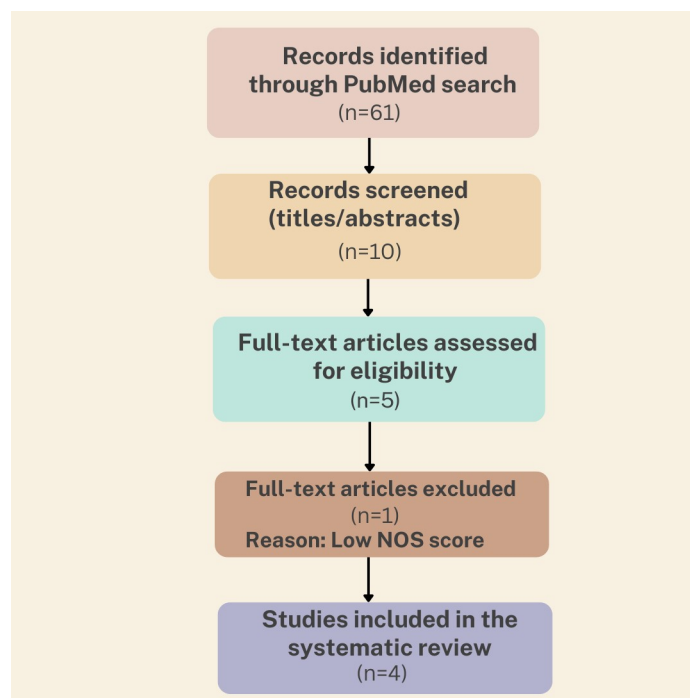 Records identified
through PubMed search
(n=61)
Records screened
(titles/abstracts)
(n=10)
Full-text articles assessed
for eligibility
(n=5)
Full-text articles excluded
(n=1)
Reason: Low NOS score
Studies included in the
systematic review
(n=4)